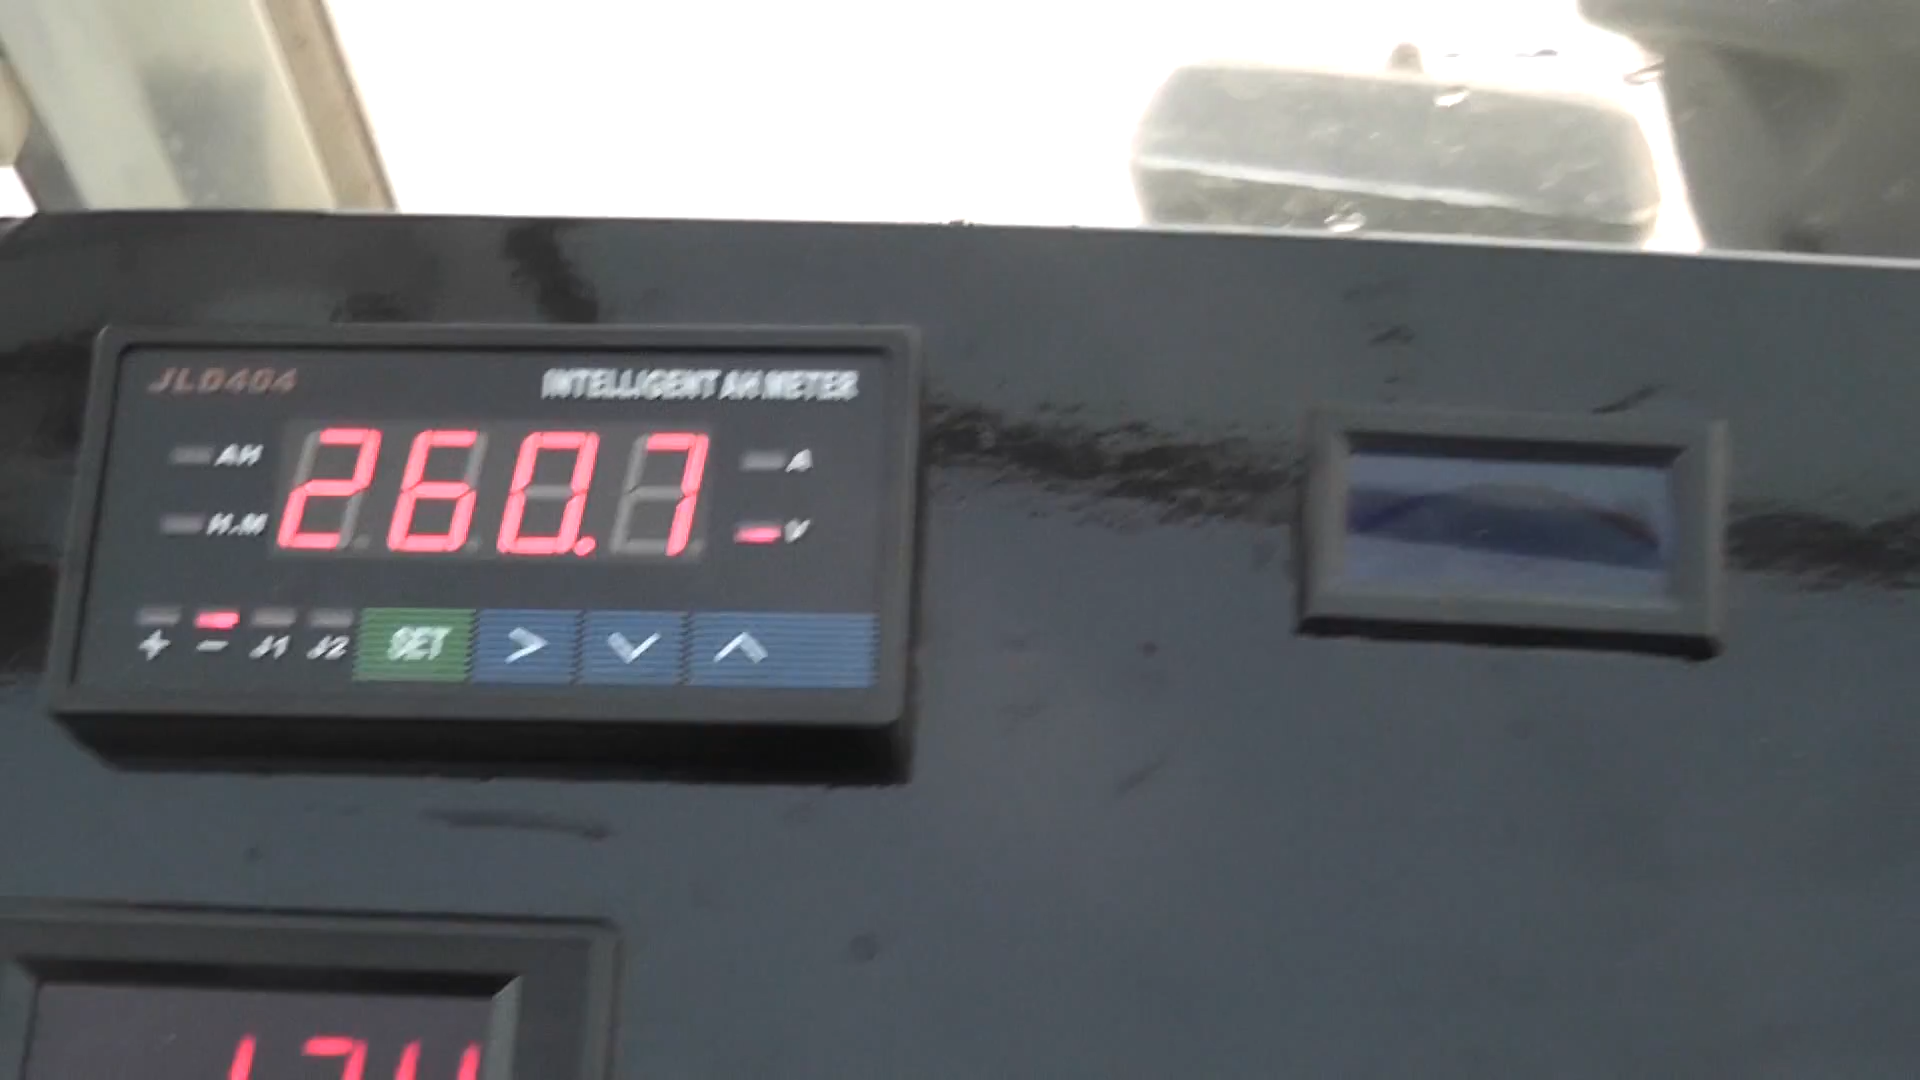 JLD404 INTELLIGENT AH METER
AH 260.7 A
H.M V
+ - J1 J2 SET > ∨ ∧